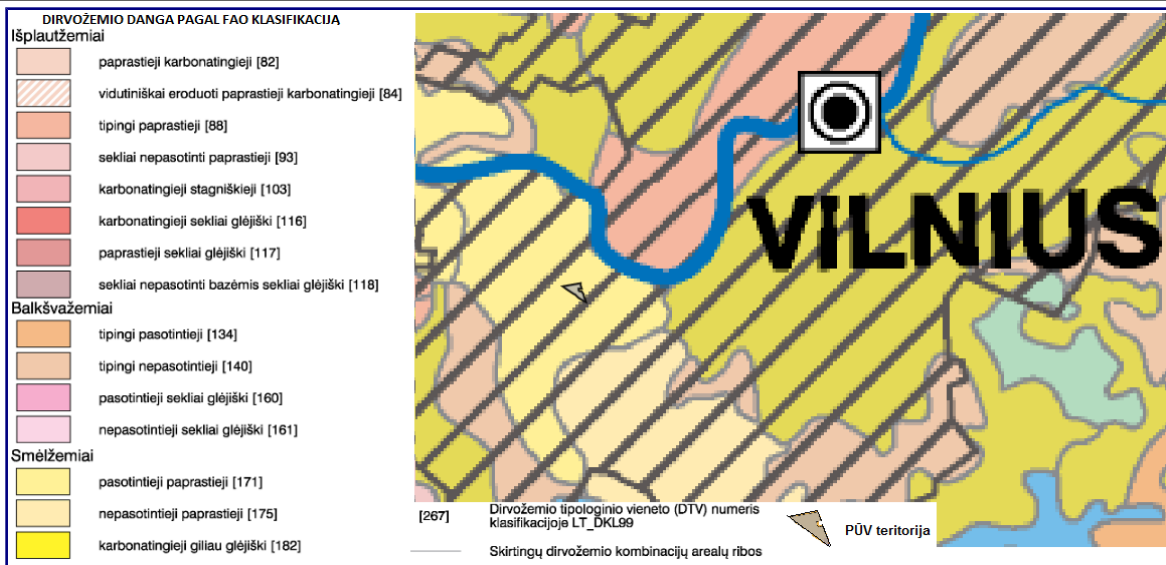 DIRVOŽEMIO DANGA PAGAL FAO KLASIFIKACIJĄ
Išplautžemiai
paprastieji karbonatingieji [82]
vidutiniškai eroduoti paprastieji karbonatingieji [84]
tipingi paprastieji [88]
sekliai nepasotinti paprastieji [93]
karbonatingieji stagniškieji [103]
karbonatingieji sekliai glėjiški [116]
paprastieji sekliai glėjiški [117]
sekliai nepasotinti bazėmis sekliai glėjiški [118]
Balkšvažemiai
tipingi pasotintieji [134]
tipingi nepasotintieji [140]
pasotintieji sekliai glėjiški [160]
nepasotintieji sekliai glėjiški [161]
Smėlžemiai
pasotintieji paprastieji [171]
nepasotintieji paprastieji [175]
karbonatingieji giliau glėjiški [182]
VILNIUS
[267] Dirvožemio tipologinio vieneto (DTV) numeris
klasifikacijoje LT_DKL99
Skirtingų dirvožemio kombinacijų arealų ribos
PŪV teritorija